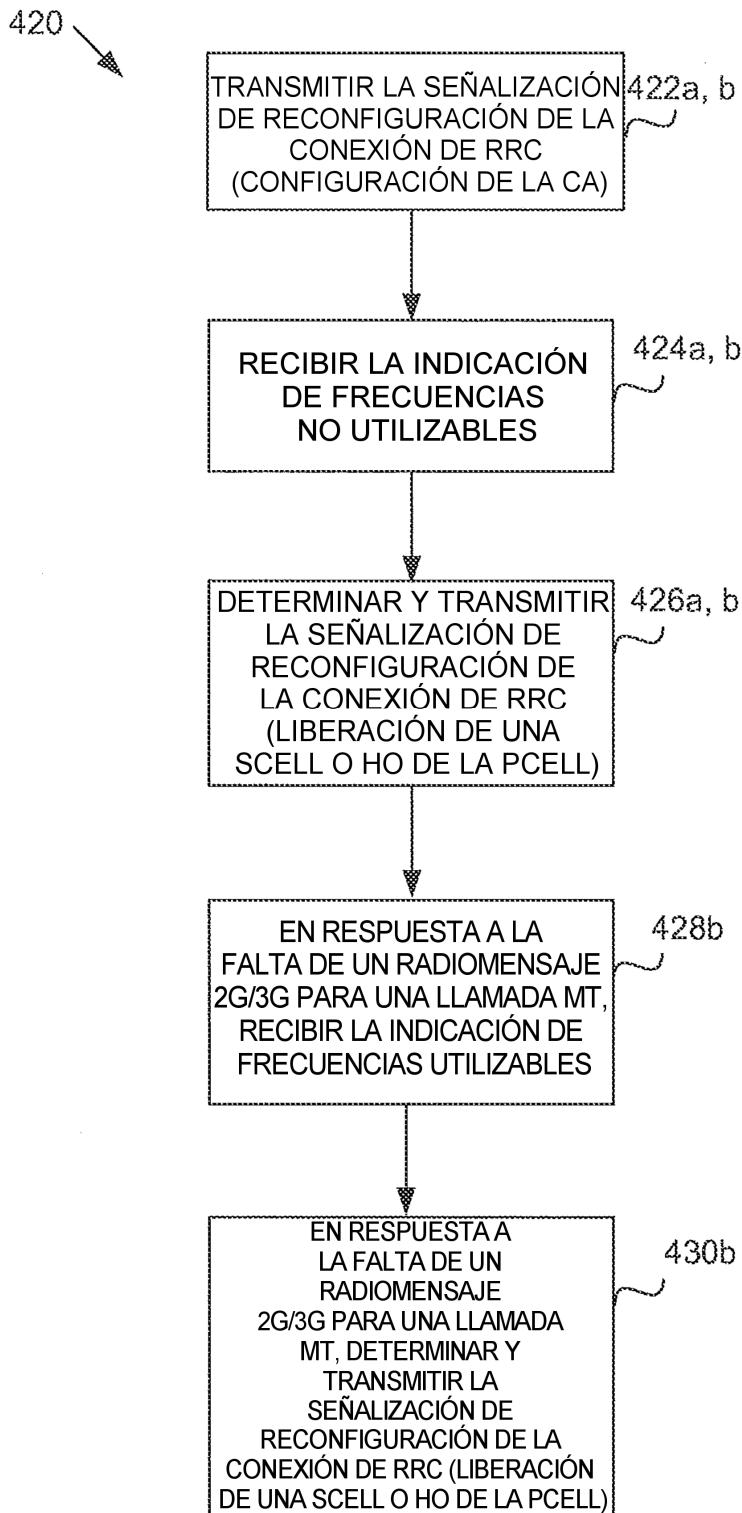 420
TRANSMITIR LA SEÑALIZACIÓN
DE RECONFIGURACIÓN DE LA
CONEXIÓN DE RRC
(CONFIGURACIÓN DE LA CA)
422a, b
RECIBIR LA INDICACIÓN
DE FRECUENCIAS
NO UTILIZABLES
424a, b
DETERMINAR Y TRANSMITIR
LA SEÑALIZACIÓN DE
RECONFIGURACIÓN DE
LA CONEXIÓN DE RRC
(LIBERACIÓN DE UNA
SCELL O HO DE LA PCELL)
426a, b
EN RESPUESTA A LA
FALTA DE UN RADIOMENSAJE
2G/3G PARA UNA LLAMADA MT,
RECIBIR LA INDICACIÓN DE
FRECUENCIAS UTILIZABLES
428b
EN RESPUESTA A
LA FALTA DE UN
RADIOMENSAJE
2G/3G PARA UNA LLAMADA
MT, DETERMINAR Y
TRANSMITIR LA
SEÑALIZACIÓN DE
RECONFIGURACIÓN DE LA
CONEXIÓN DE RRC (LIBERACIÓN
DE UNA SCELL O HO DE LA PCELL)
430b